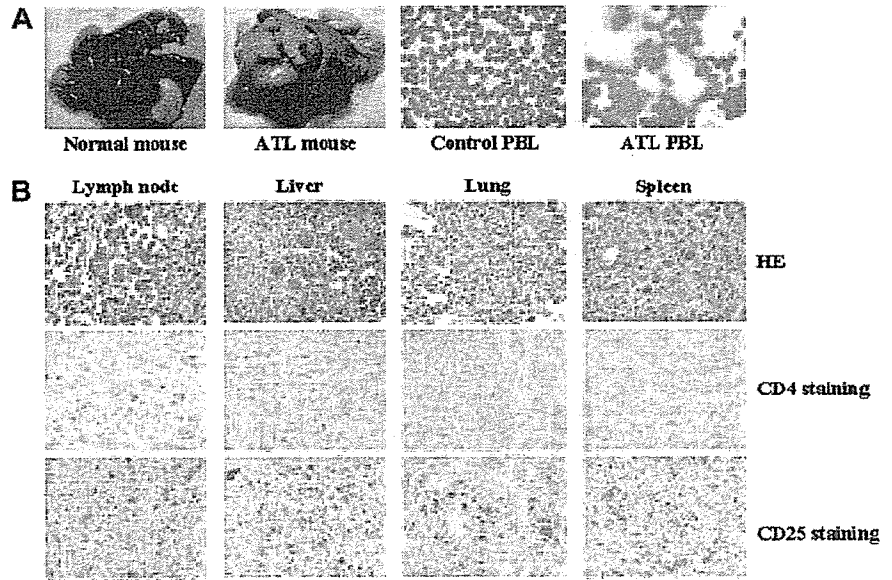 A
Normal mouse
ATL mouse
Control PBL
ATL PBL
B
Lymph node
Liver
Lung
Spleen
HE
CD4 staining
CD25 staining